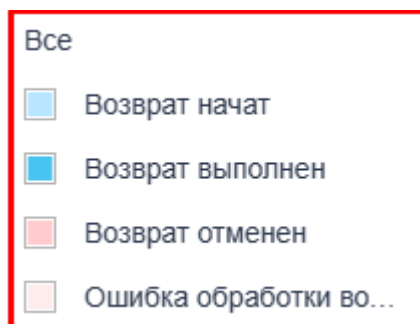 Все
Возврат начат
Возврат выполнен
Возврат отменен
Ошибка обработки во...